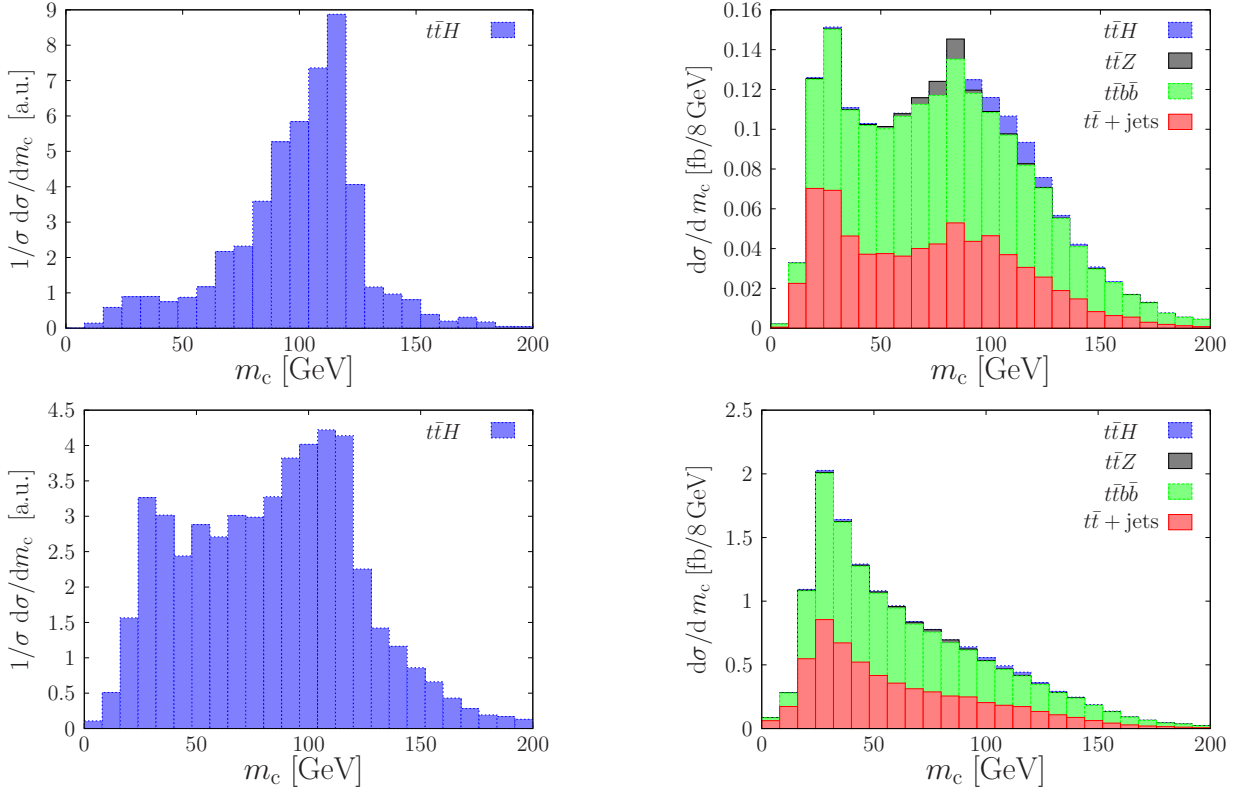 1/σ dσ/dm_c [a.u.]
9
8
7
6
5
4
3
2
1
0
0 50 100 150 200
m_c [GeV]
tt̄H
dσ/d m_c [fb/8 GeV]
0.16
0.14
0.12
0.1
0.08
0.06
0.04
0.02
0
0 50 100 150 200
m_c [GeV]
tt̄H
tt̄Z
tt̄bb̄
tt̄ + jets
1/σ dσ/dm_c [a.u.]
4.5
4
3.5
3
2.5
2
1.5
1
0.5
0
0 50 100 150 200
m_c [GeV]
tt̄H
dσ/d m_c [fb/8 GeV]
2.5
2
1.5
1
0.5
0
0 50 100 150 200
m_c [GeV]
tt̄H
tt̄Z
tt̄bb̄
tt̄ + jets